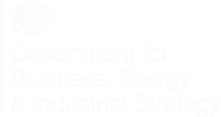 Department for
Business, Energy
& Industrial Strategy